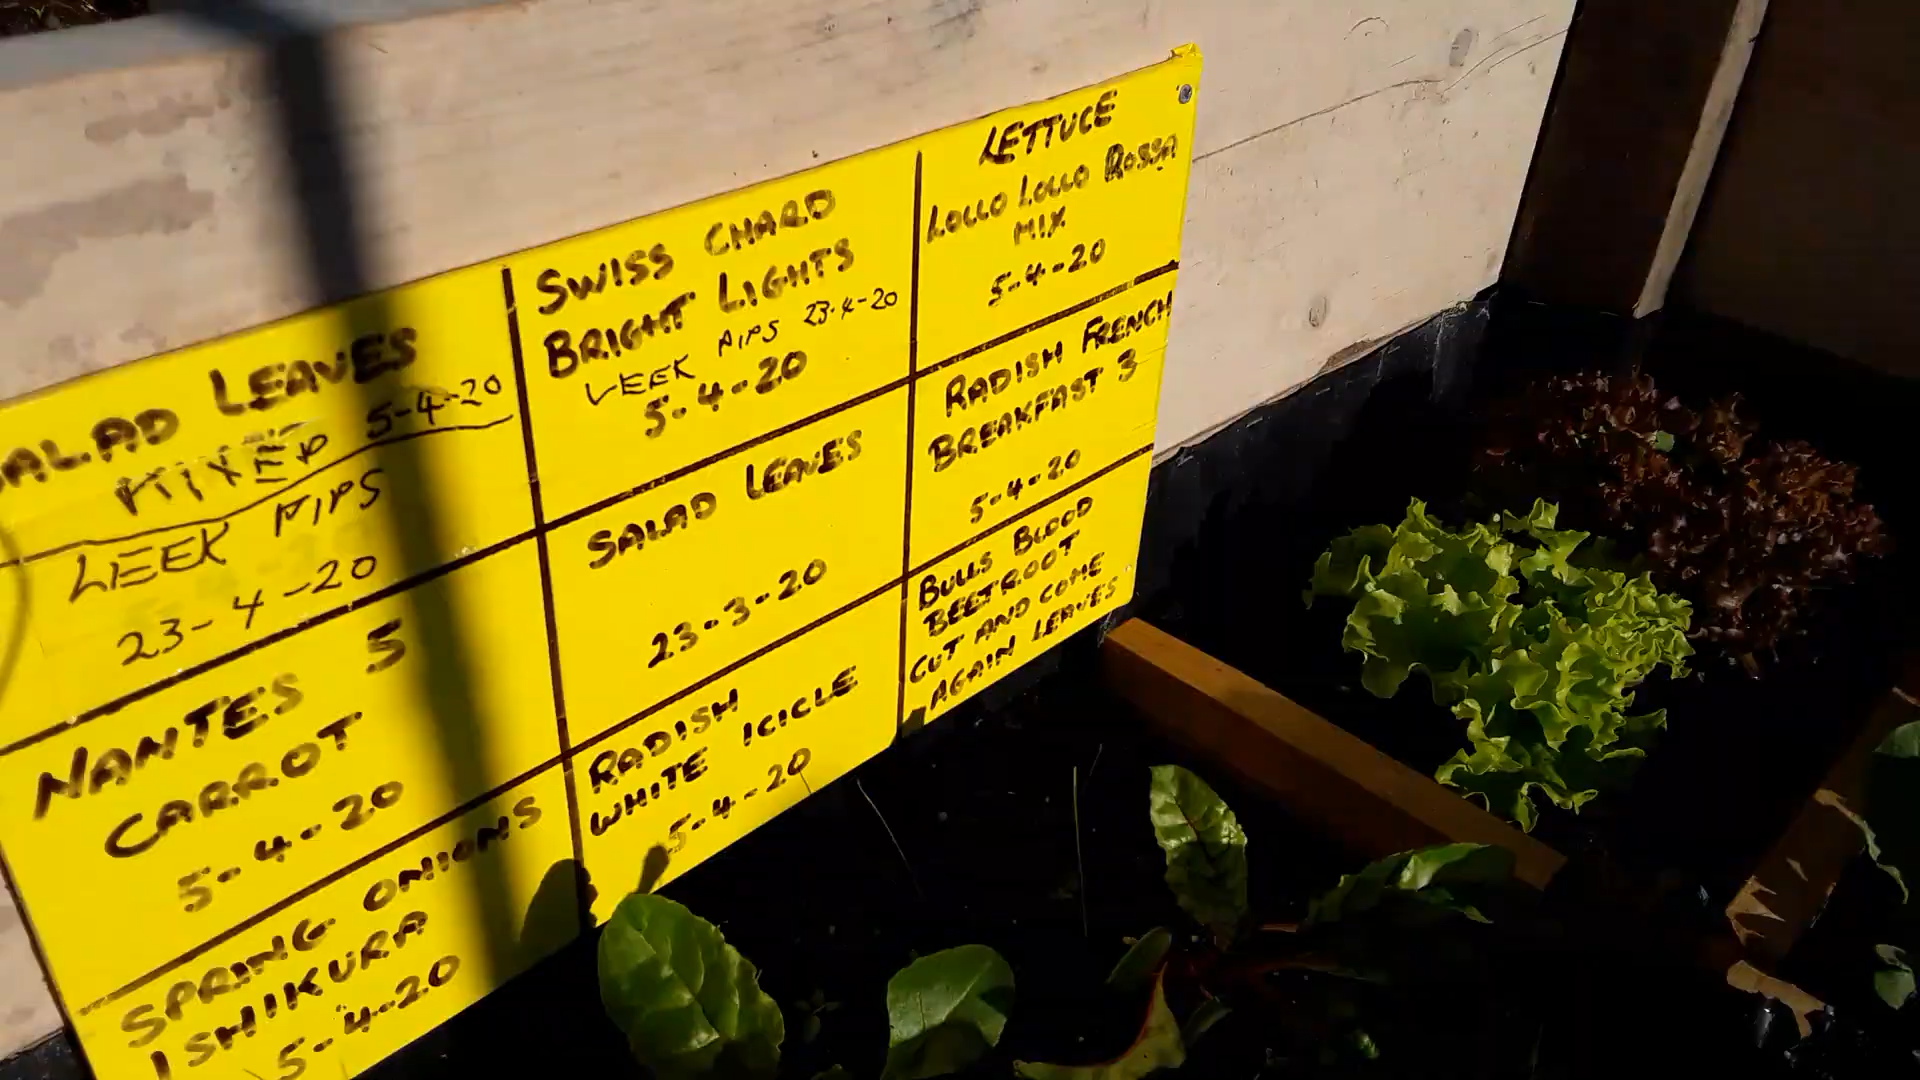 SALAD LEAVES
MIXED 5-4-20
LEEK PIPS
23-4-20
SWISS CHARD
BRIGHT LIGHTS
LEEK PIPS 23-4-20
5-4-20
LETTUCE
LOLLO LOLLO ROSSA
MIX
5-4-20
NANTES 5
CARROT
5-4-20
SALAD LEAVES
23-3-20
RADISH FRENCH
BREAKFAST 3
5-4-20
SPRING ONIONS
ISHIKURA
5-4-20
RADISH
WHITE ICICLE
5-4-20
BULLS BLOOD
BEETROOT
CUT AND COME
AGAIN LEAVES